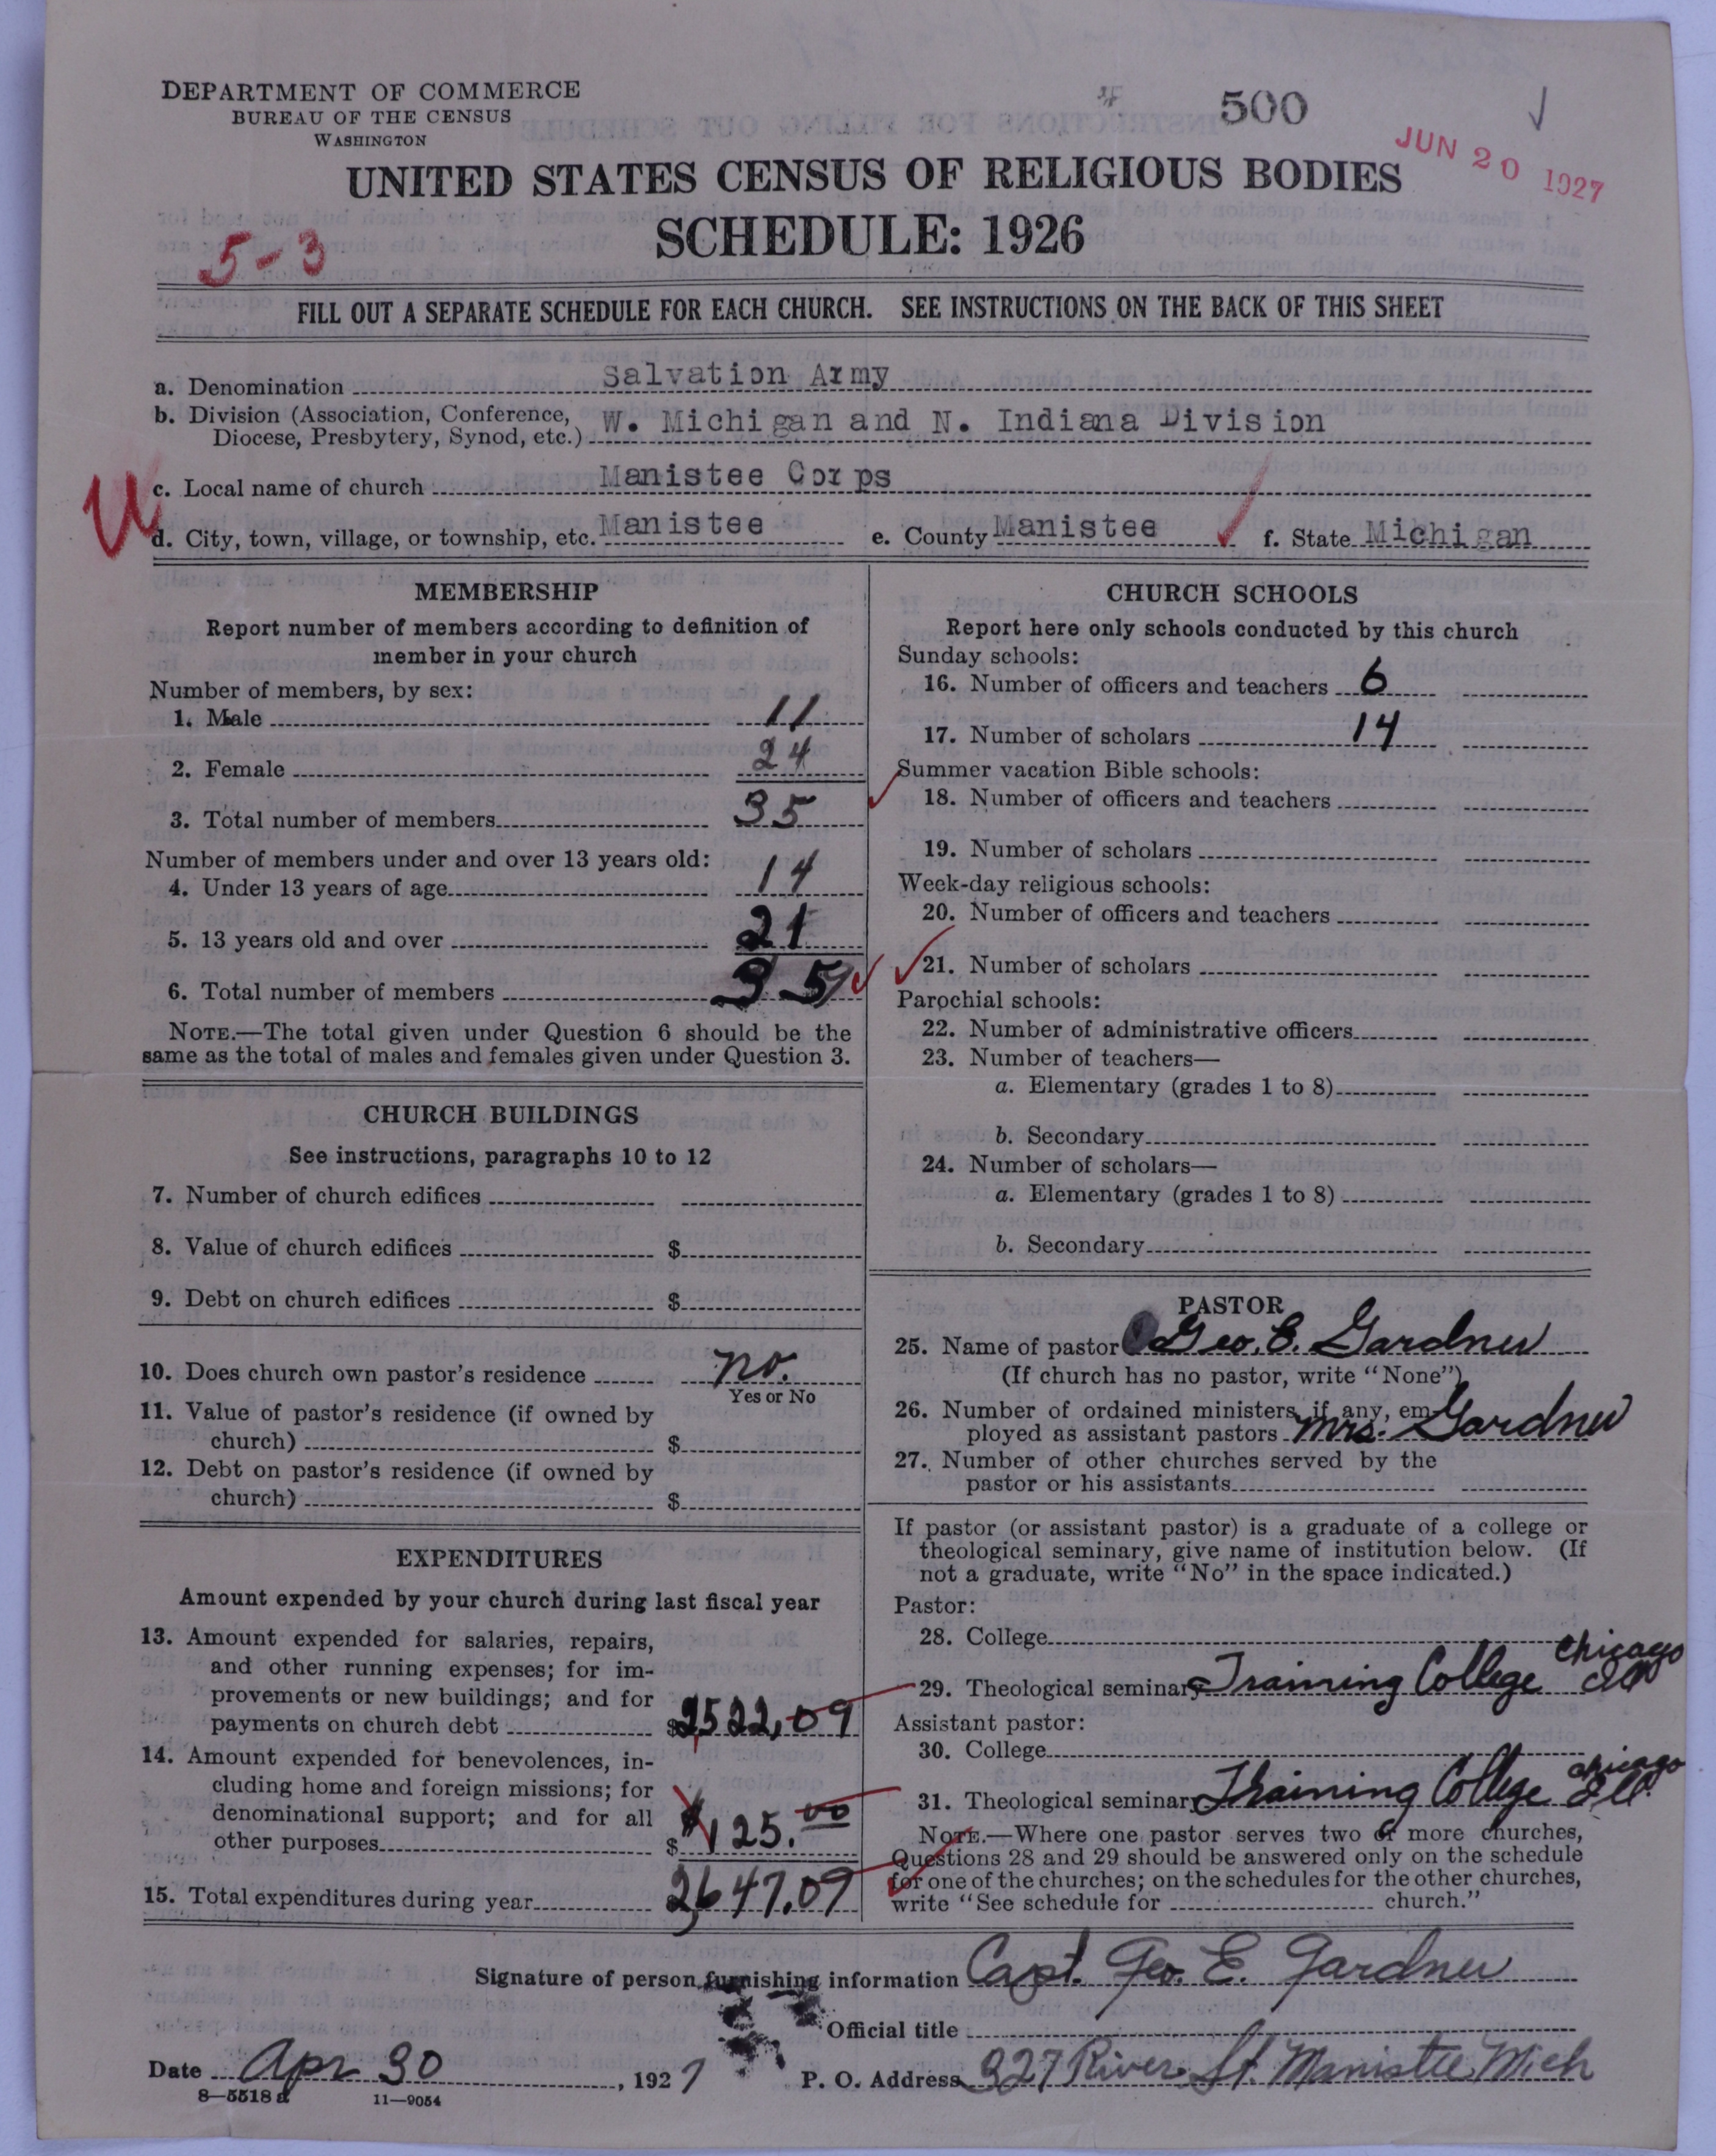 DEPARTMENT OF COMMERCE
BUREAU OF THE CENSUS
WASHINGTON
500
JUN 20 1927
UNITED STATES CENSUS OF RELIGIOUS BODIES
SCHEDULE: 1926
5-3
FILL OUT A SEPARATE SCHEDULE FOR EACH CHURCH. SEE INSTRUCTIONS ON THE BACK OF THIS SHEET
a. Denomination Salvation Army
b. Division (Association, Conference,
Diocese, Presbytery, Synod, etc.) W. Michigan and N. Indiana Division
c. Local name of church Manistee Corps
d. City, town, village, or township, etc. Manistee e. County Manistee f. State Michigan
MEMBERSHIP
Report number of members according to definition of
member in your church
Number of members, by sex:
1. Male 11
2. Female 24
3. Total number of members 35
Number of members under and over 13 years old:
4. Under 13 years of age 14
5. 13 years old and over 21
6. Total number of members 35
NOTE.—The total given under Question 6 should be the
same as the total of males and females given under Question 3.
CHURCH BUILDINGS
See instructions, paragraphs 10 to 12
7. Number of church edifices
8. Value of church edifices $
9. Debt on church edifices $
10. Does church own pastor's residence no.
Yes or No
11. Value of pastor's residence (if owned by
church) $
12. Debt on pastor's residence (if owned by
church) $
EXPENDITURES
Amount expended by your church during last fiscal year
13. Amount expended for salaries, repairs,
and other running expenses; for im-
provements or new buildings; and for
payments on church debt $2522,09
14. Amount expended for benevolences, in-
cluding home and foreign missions; for
denominational support; and for all
other purposes $ $125.00
15. Total expenditures during year 2647.09
CHURCH SCHOOLS
Report here only schools conducted by this church
Sunday schools:
16. Number of officers and teachers 6
17. Number of scholars 14
Summer vacation Bible schools:
18. Number of officers and teachers
19. Number of scholars
Week-day religious schools:
20. Number of officers and teachers
21. Number of scholars
Parochial schools:
22. Number of administrative officers
23. Number of teachers—
a. Elementary (grades 1 to 8)
b. Secondary
24. Number of scholars—
a. Elementary (grades 1 to 8)
b. Secondary
PASTOR
25. Name of pastor Geo. E. Gardner
(If church has no pastor, write "None")
26. Number of ordained ministers, if any, em-
ployed as assistant pastors Mrs. Gardner
27. Number of other churches served by the
pastor or his assistants
If pastor (or assistant pastor) is a graduate of a college or
theological seminary, give name of institution below. (If
not a graduate, write "No" in the space indicated.)
Pastor:
28. College
29. Theological seminary Training College Chicago Ill
Assistant pastor:
30. College
31. Theological seminary Training College Chicago Ill.
NOTE.—Where one pastor serves two or more churches,
Questions 28 and 29 should be answered only on the schedule
for one of the churches; on the schedules for the other churches,
write "See schedule for church."
Signature of person furnishing information Capt. Geo. E. Gardner
Official title
Date Apr 30, 1927 P. O. Address 327 River St. Manistee Mich
8—5518 a 11—9054